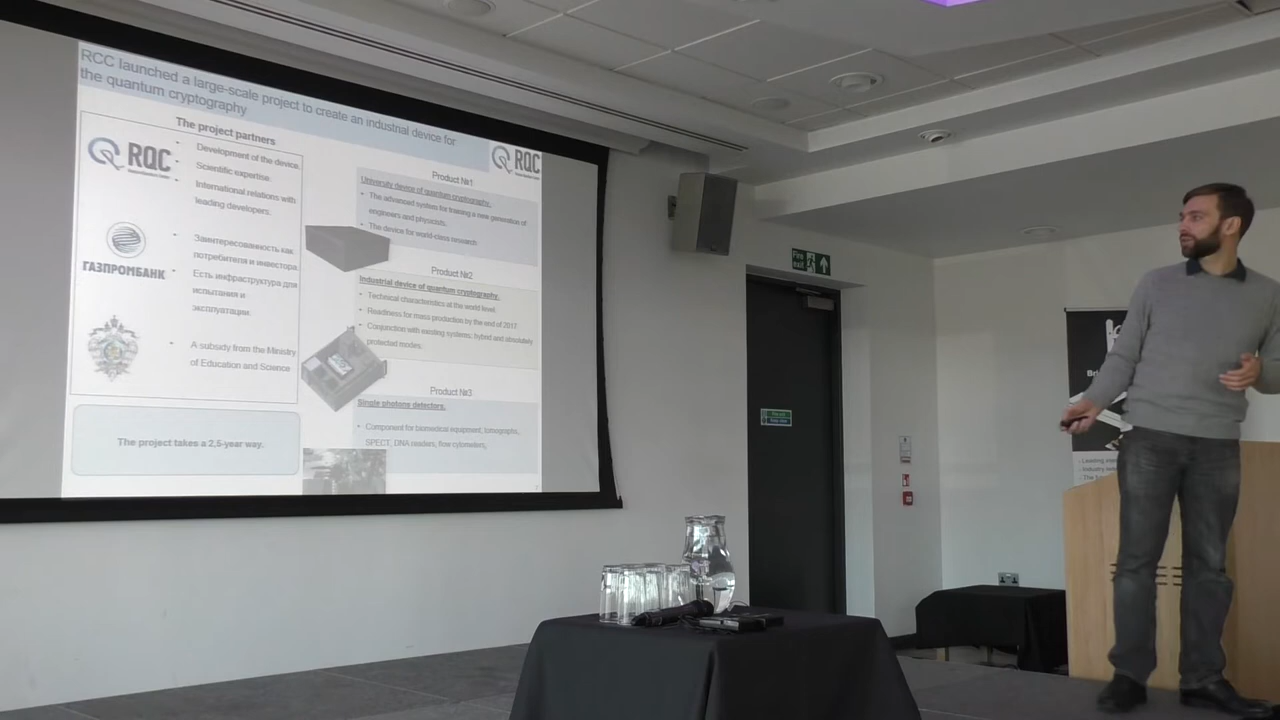 RCC launched a large-scale project to create an industrial device for
the quantum cryptography
The project partners
RQC
Development of the device.
Scientific expertise.
International relations with
leading developers.
ГАЗПРОМБАНК
Заинтересованность как
потребителя и инвестора.
Есть инфраструктура для
испытания и
эксплуатации.
A subsidy from the Ministry
of Education and Science
The project takes a 2,5-year way.
RQC
Product №1
University device of quantum cryptography.
The advanced system for training a new generation of
engineers and physicists.
The device for world-class research
Product №2
Industrial device of quantum cryptography.
Technical characteristics at the world level.
Readiness for mass production by the end of 2017.
Conjunction with existing systems: hybrid and absolutely
protected modes.
Product №3
Single photons detectors.
Component for biomedical equipment, tomographs,
SPECT, DNA readers, flow cytometers,
Fire
exit